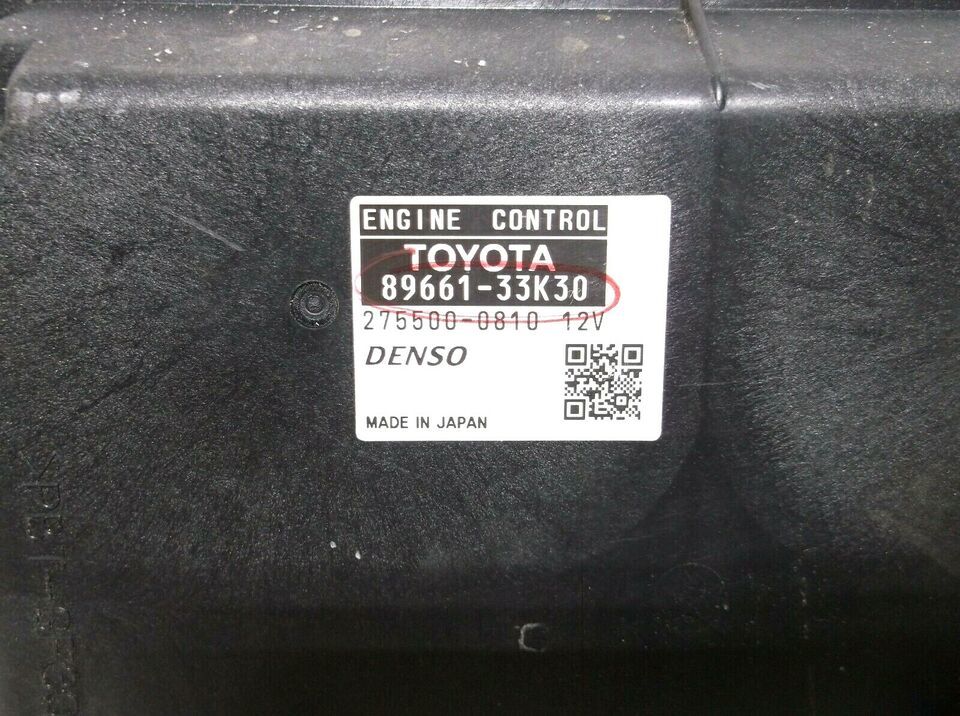 ENGINE CONTROL
TOYOTA
89661-33K30
275500-0810 12V
DENSO
MADE IN JAPAN
C